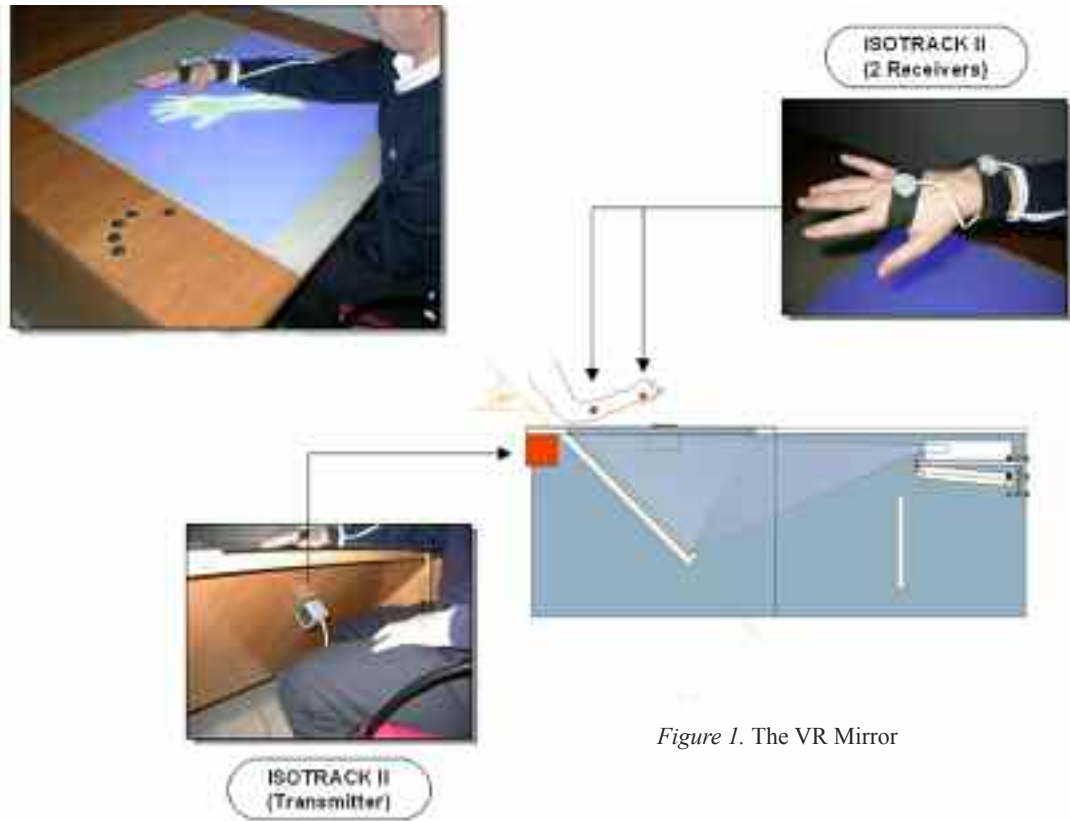 ISOTRACK II
(2 Receivers)
Figure 1. The VR Mirror
ISOTRACK II
(Transmitter)